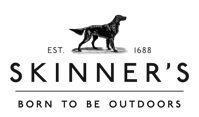 EST. 1688
SKINNER'S
BORN TO BE OUTDOORS